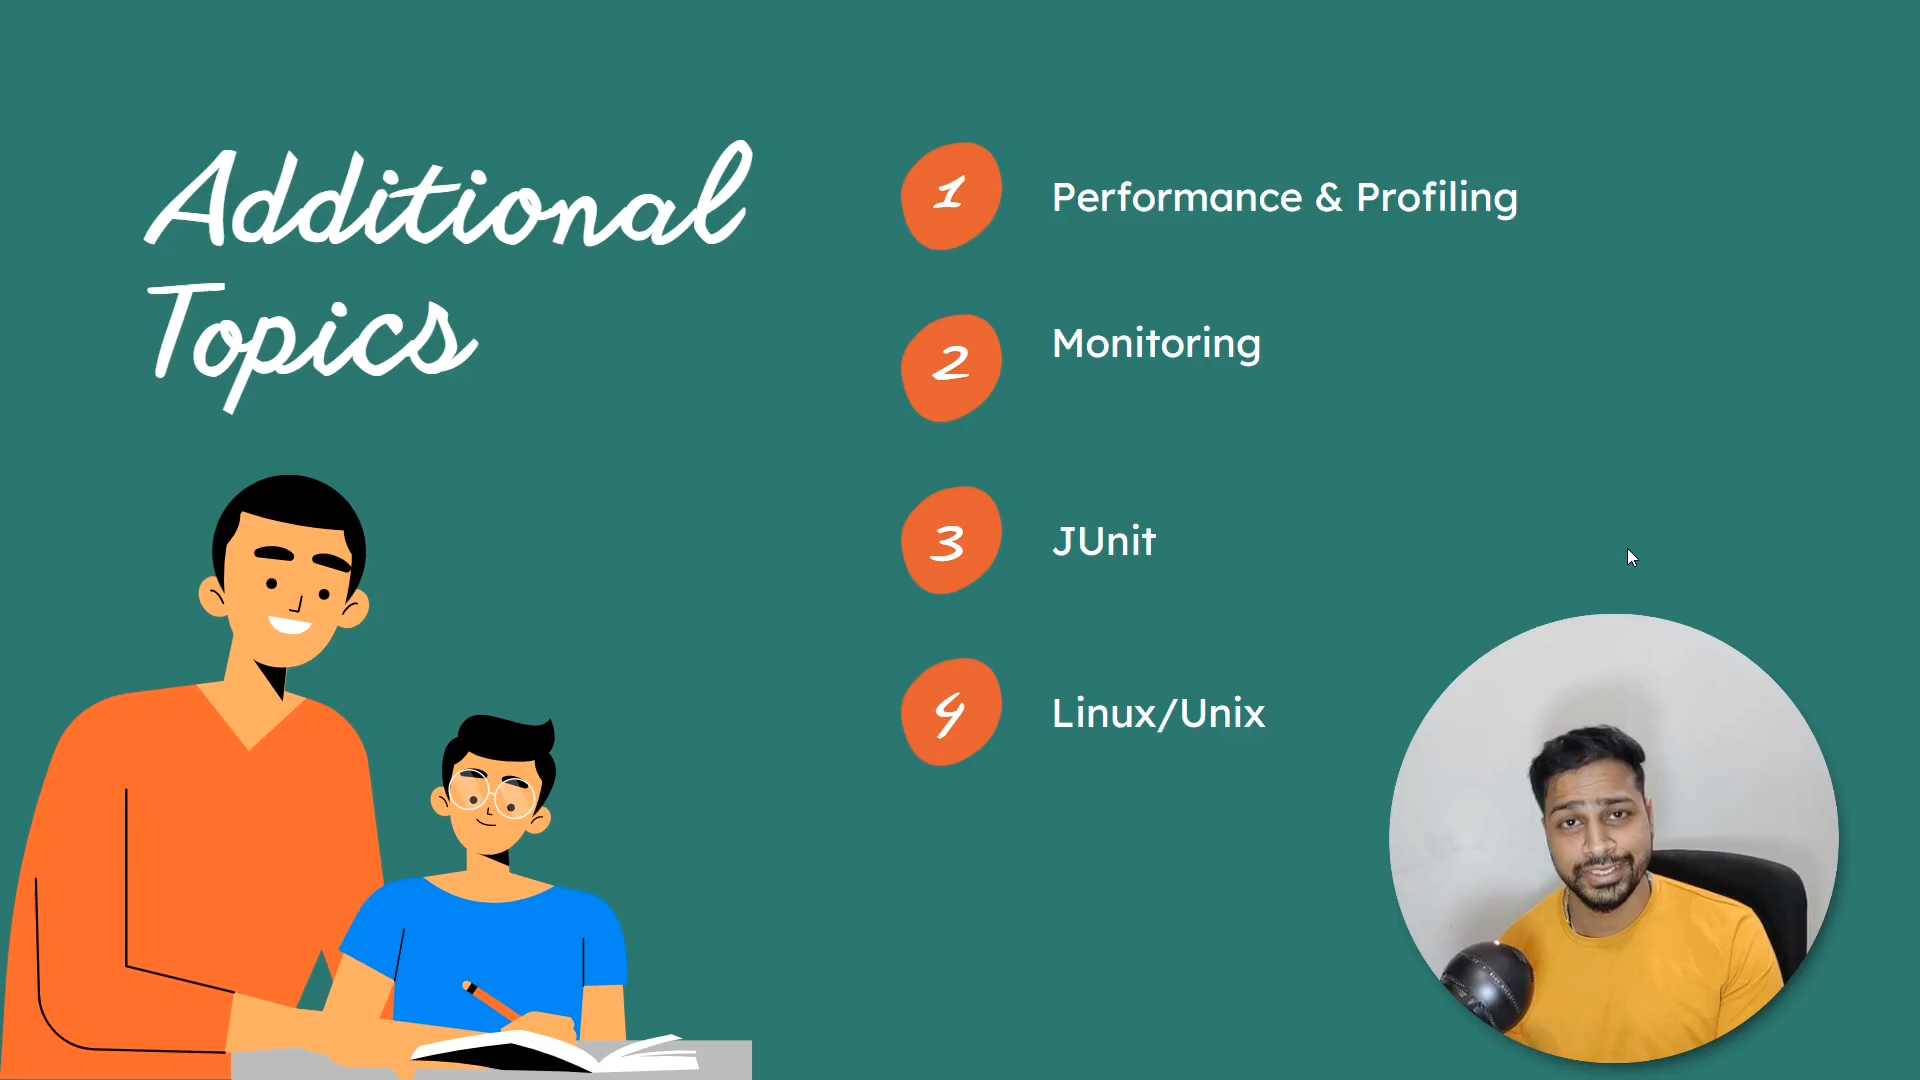 Additional
Topics
1 Performance & Profiling
2 Monitoring
3 JUnit
4 Linux/Unix